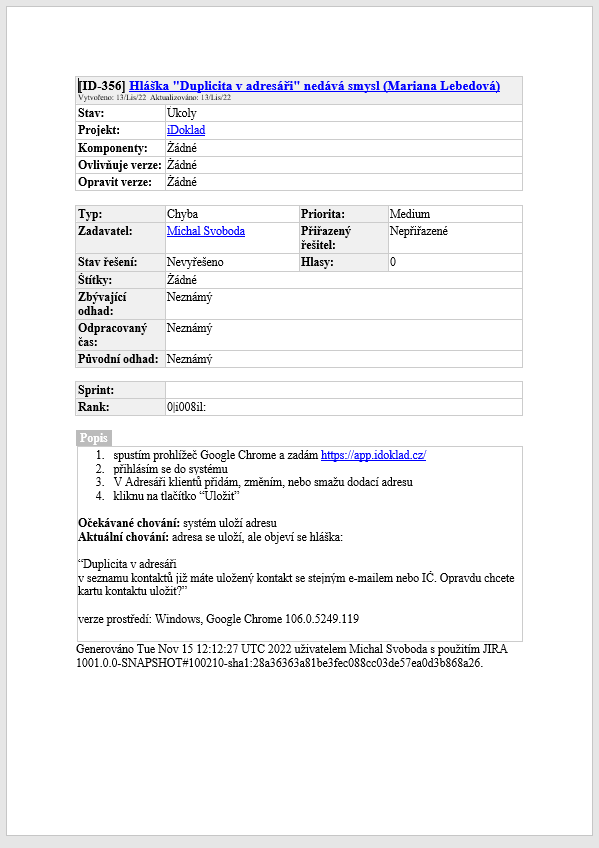 [ID-356] Hláška "Duplicita v adresáři" nedává smysl (Mariana Lebedová)
Vytvořeno: 13/Lis/22 Aktualizováno: 13/Lis/22
Stav: Úkoly
Projekt: iDoklad
Komponenty: Žádné
Ovlivňuje verze: Žádné
Opravit verze: Žádné
Typ: Chyba Priorita: Medium
Zadavatel: Michal Svoboda Přiřazený řešitel: Nepřiřazené
Stav řešení: Nevyřešeno Hlasy: 0
Štítky: Žádné
Zbývající odhad: Neznámý
Odpracovaný čas: Neznámý
Původní odhad: Neznámý
Sprint:
Rank: 0|i008il:
Popis
1. spustím prohlížeč Google Chrome a zadám https://app.idoklad.cz/
2. přihlásím se do systému
3. V Adresáři klientů přidám, změním, nebo smažu dodací adresu
4. kliknu na tlačítko “Uložit”
Očekávané chování: systém uloží adresu
Aktuální chování: adresa se uloží, ale objeví se hláška:
“Duplicita v adresáři
v seznamu kontaktů již máte uložený kontakt se stejným e-mailem nebo IČ. Opravdu chcete
kartu kontaktu uložit?”
verze prostředí: Windows, Google Chrome 106.0.5249.119
Generováno Tue Nov 15 12:12:27 UTC 2022 uživatelem Michal Svoboda s použitím JIRA
1001.0.0-SNAPSHOT#100210-sha1:28a36363a81be3fec088cc03de57ea0d3b868a26.